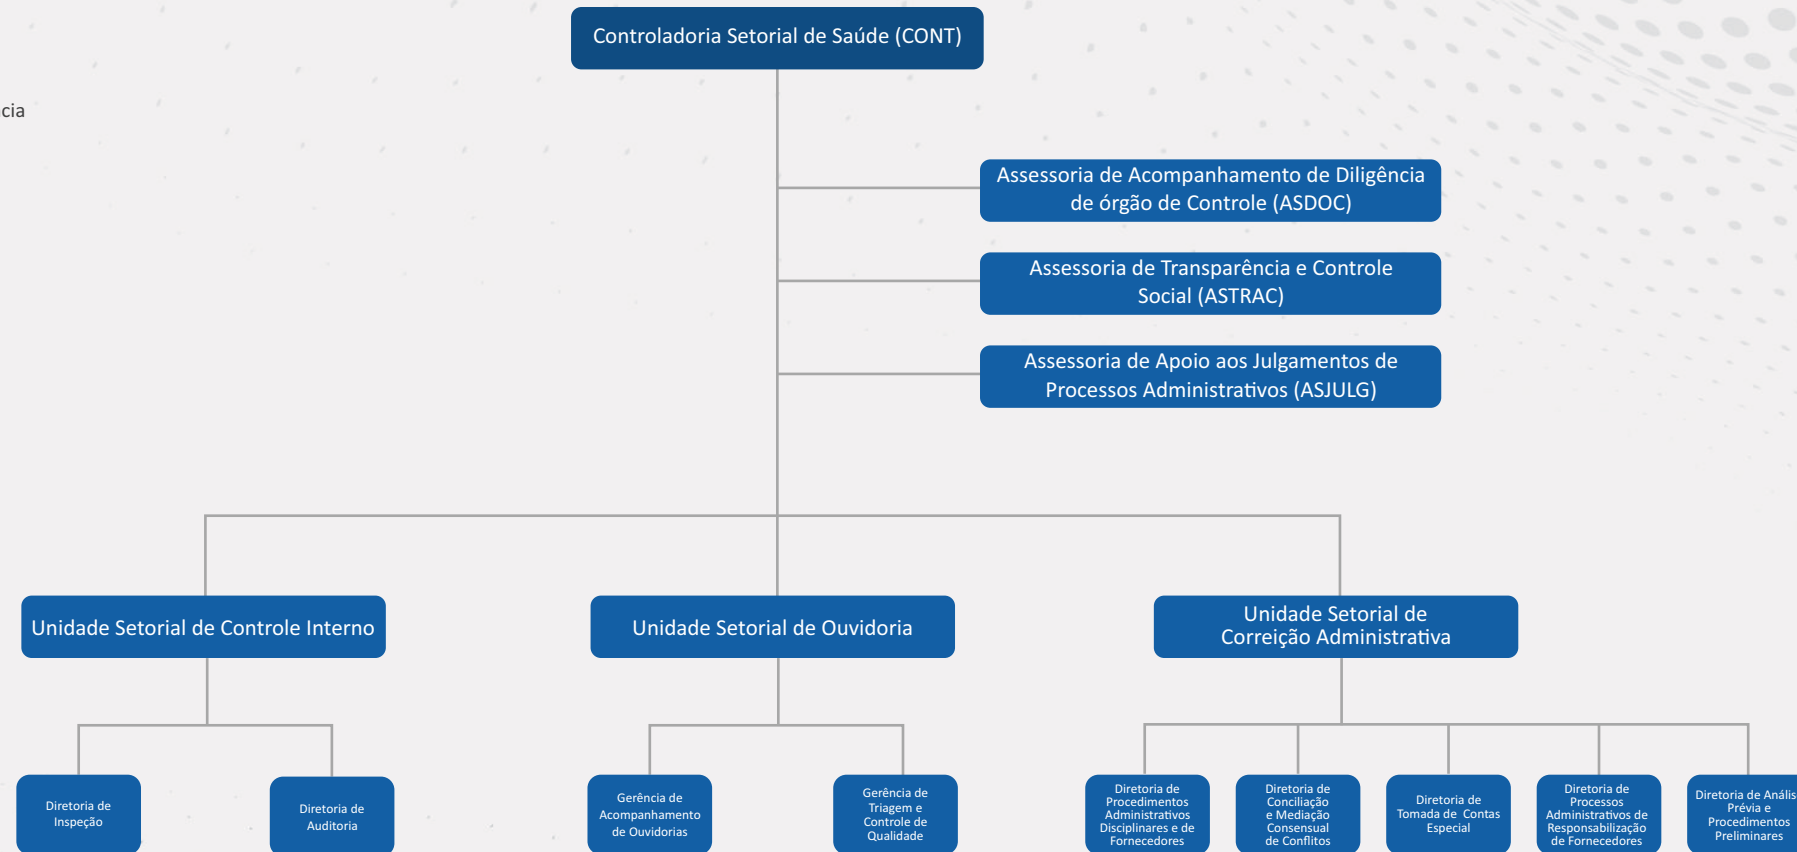 Controladoria Setorial de Saúde (CONT)
Assessoria de Acompanhamento de Diligência
de órgão de Controle (ASDOC)
Assessoria de Transparência e Controle
Social (ASTRAC)
Assessoria de Apoio aos Julgamentos de
Processos Administrativos (ASJULG)
Unidade Setorial de Controle Interno
Unidade Setorial de Ouvidoria
Unidade Setorial de
Correição Administrativa
Diretoria de
Inspeção
Diretoria de
Auditoria
Gerência de
Acompanhamento
de Ouvidorias
Gerência de
Triagem e
Controle de
Qualidade
Diretoria de
Procedimentos
Administrativos
Disciplinares e de
Fornecedores
Diretoria de
Conciliação
e Mediação
Consensual
de Conflitos
Diretoria de
Tomada de Contas
Especial
Diretoria de
Processos
Administrativos de
Responsabilização
de Fornecedores
Diretoria de
Prévia e
Procedimentos
Preliminares